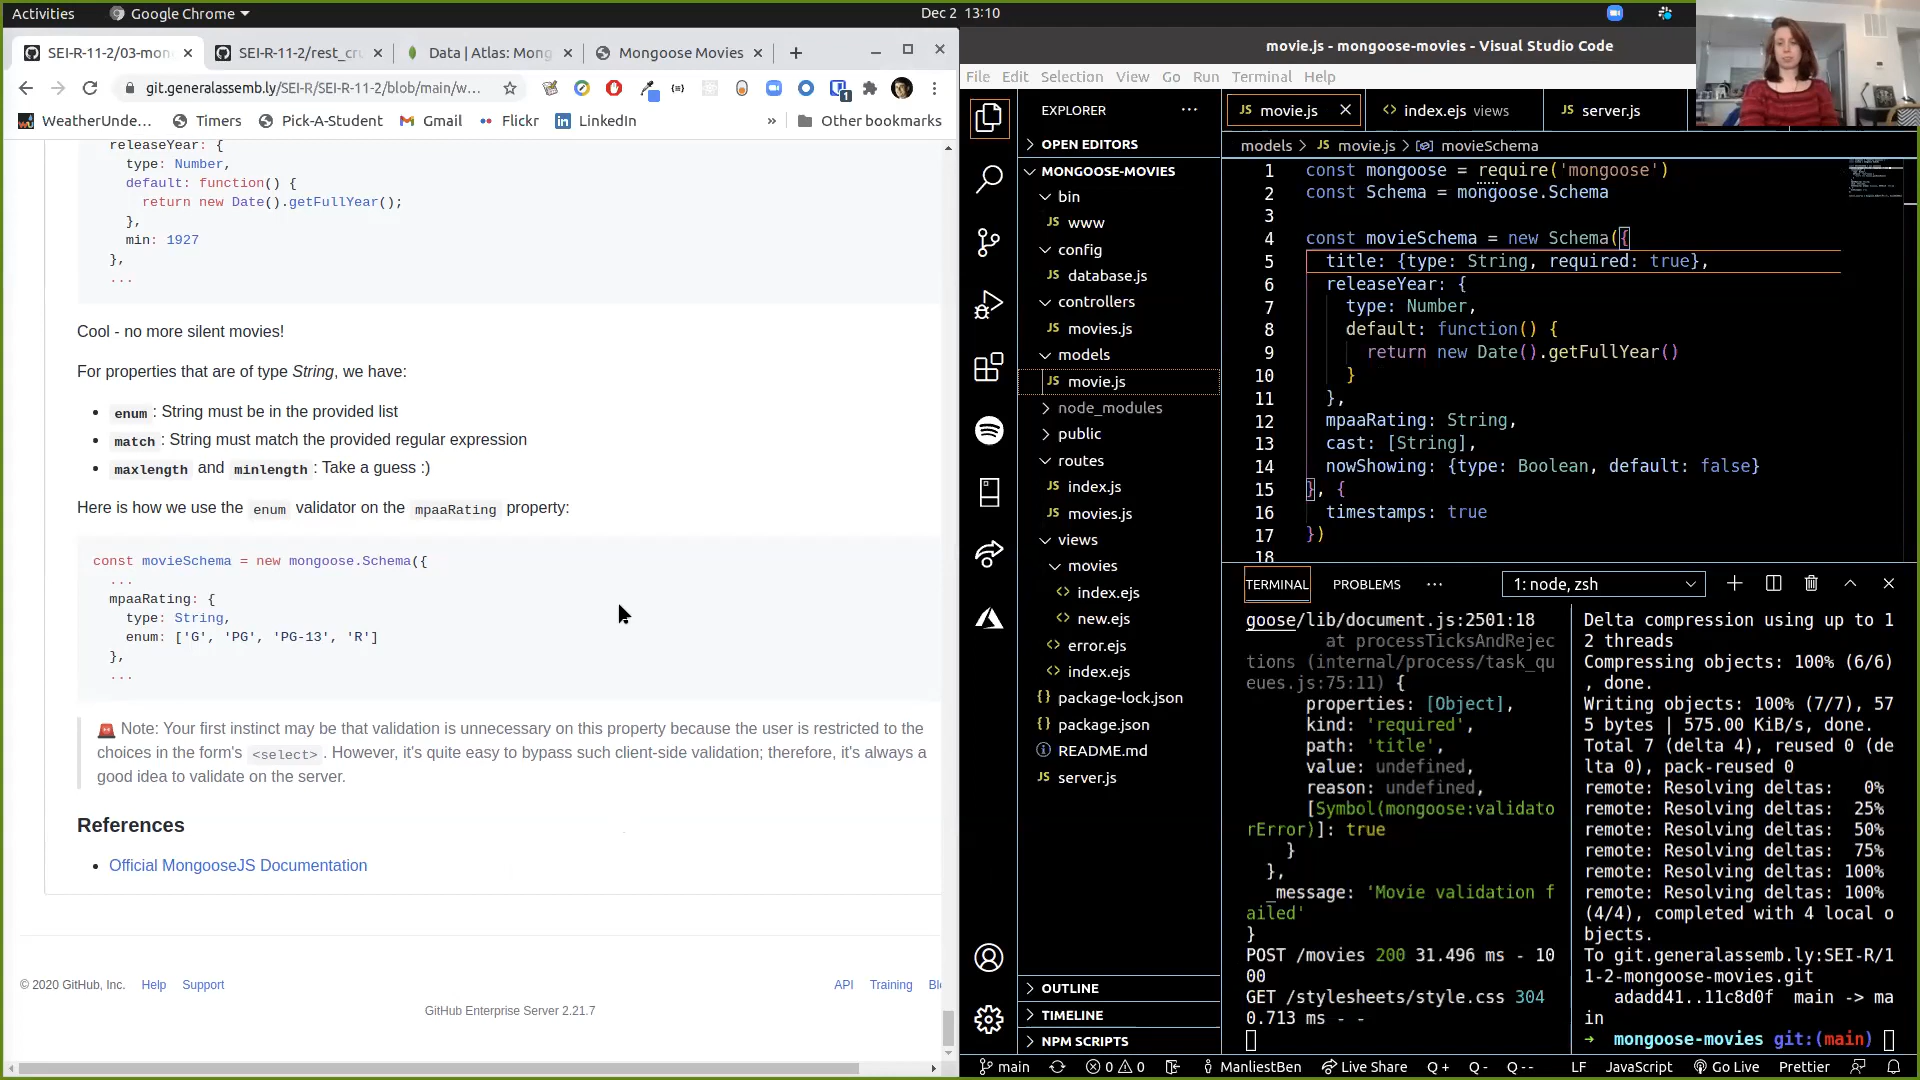 Activities
Google Chrome
Dec 2 13:10
SEI-R-11-2/03-mon
SEI-R-11-2/rest_cru
Data | Atlas: Mong
Mongoose Movies
git.generalassemb.ly/SEI-R/SEI-R-11-2/blob/main/w...
WeatherUnde...
Timers
Pick-A-Student
Gmail
Flickr
LinkedIn
»
Other bookmarks
releaseYear: {
type: Number,
default: function() {
return new Date().getFullYear();
},
min: 1927
},
...
Cool - no more silent movies!
For properties that are of type String, we have:
• enum : String must be in the provided list
• match : String must match the provided regular expression
• maxlength and minlength : Take a guess :)
Here is how we use the enum validator on the mpaaRating property:
const movieSchema = new mongoose.Schema({
...
mpaaRating: {
type: String,
enum: ['G', 'PG', 'PG-13', 'R']
},
...
Note: Your first instinct may be that validation is unnecessary on this property because the user is restricted to the
choices in the form's <select> . However, it's quite easy to bypass such client-side validation; therefore, it's always a
good idea to validate on the server.
References
• Official MongooseJS Documentation
© 2020 GitHub, Inc. Help Support
API Training Bl
GitHub Enterprise Server 2.21.7
movie.js - mongoose-movies - Visual Studio Code
File Edit Selection View Go Run Terminal Help
EXPLORER
OPEN EDITORS
MONGOOSE-MOVIES
bin
JS www
config
JS database.js
controllers
JS movies.js
models
JS movie.js
node_modules
public
routes
JS index.js
JS movies.js
views
movies
<> index.ejs
<> new.ejs
<> error.ejs
<> index.ejs
{} package-lock.json
{} package.json
README.md
JS server.js
OUTLINE
TIMELINE
NPM SCRIPTS
JS movie.js
<> index.ejs views
JS server.js
models > JS movie.js > movieSchema
1 const mongoose = require('mongoose')
2 const Schema = mongoose.Schema
3
4 const movieSchema = new Schema({
5 title: {type: String, required: true},
6 releaseYear: {
7 type: Number,
8 default: function() {
9 return new Date().getFullYear()
10 }
11 },
12 mpaaRating: String,
13 cast: [String],
14 nowShowing: {type: Boolean, default: false}
15 }, {
16 timestamps: true
17 })
18
TERMINAL PROBLEMS ... 1: node, zsh
goose/lib/document.js:2501:18
at processTicksAndRejec
tions (internal/process/task_qu
eues.js:75:11) {
properties: [Object],
kind: 'required',
path: 'title',
value: undefined,
reason: undefined,
[Symbol(mongoose:validato
rError)]: true
}
},
_message: 'Movie validation f
ailed'
}
POST /movies 200 31.496 ms - 10
00
GET /stylesheets/style.css 304
0.713 ms - -
Delta compression using up to 1
2 threads
Compressing objects: 100% (6/6)
, done.
Writing objects: 100% (7/7), 57
5 bytes | 575.00 KiB/s, done.
Total 7 (delta 4), reused 0 (de
lta 0), pack-reused 0
remote: Resolving deltas: 0%
remote: Resolving deltas: 25%
remote: Resolving deltas: 50%
remote: Resolving deltas: 75%
remote: Resolving deltas: 100%
remote: Resolving deltas: 100%
(4/4), completed with 4 local o
bjects.
To git.generalassemb.ly:SEI-R/1
1-2-mongoose-movies.git
adadd41..11c8d0f main -> ma
in
→ mongoose-movies git:(main)
main 0 0 ManliestBen Live Share Q+ Q- Q-- LF JavaScript Go Live Prettier